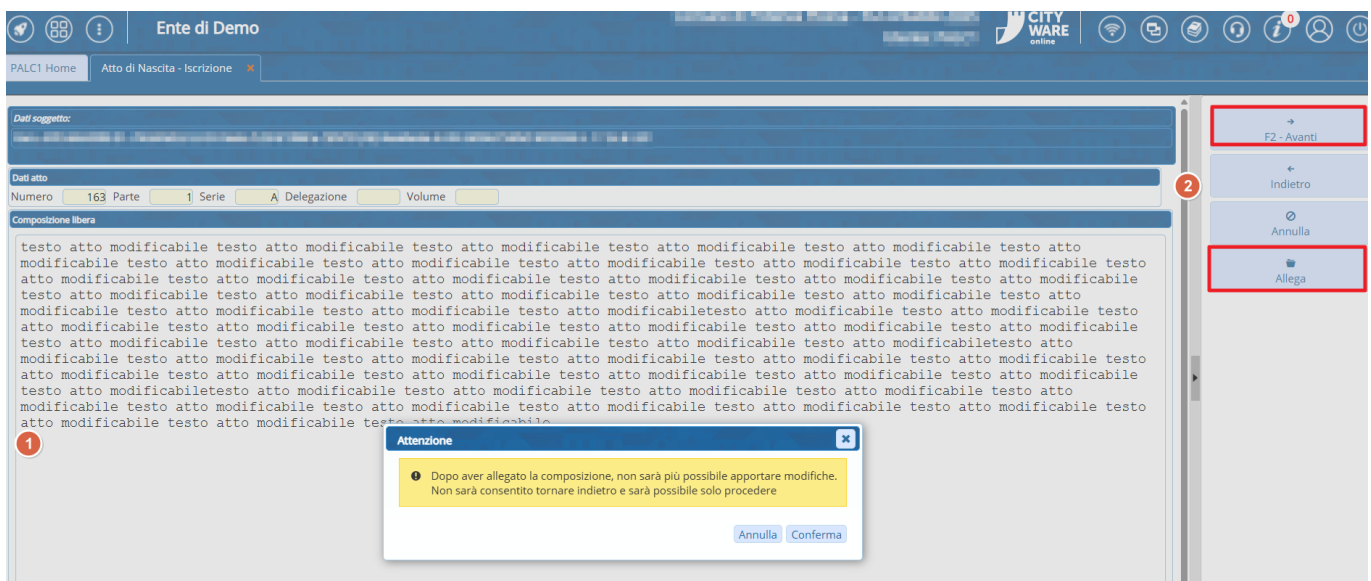 Ente di Demo
CITY
WARE
online
0
PALC1 Home
Atto di Nascita - Iscrizione ×
Dati soggetto:
Dati atto
Numero 163 Parte 1 Serie A Delegazione Volume
Composizione libera
testo atto modificabile testo atto modificabile testo atto modificabile testo atto modificabile testo atto modificabile testo atto
modificabile testo atto modificabile testo atto modificabile testo atto modificabile testo atto modificabile testo atto modificabile testo
atto modificabile testo atto modificabile testo atto modificabile testo atto modificabile testo atto modificabile testo atto modificabile
testo atto modificabile testo atto modificabile testo atto modificabile testo atto modificabile testo atto modificabile testo atto
modificabile testo atto modificabile testo atto modificabile testo atto modificabiletesto atto modificabile testo atto modificabile testo
atto modificabile testo atto modificabile testo atto modificabile testo atto modificabile testo atto modificabile testo atto modificabile
testo atto modificabile testo atto modificabile testo atto modificabile testo atto modificabile testo atto modificabiletesto atto
modificabile testo atto modificabile testo atto modificabile testo atto modificabile testo atto modificabile testo atto modificabile testo
atto modificabile testo atto modificabile testo atto modificabile testo atto modificabile testo atto modificabile testo atto modificabile
testo atto modificabiletesto atto modificabile testo atto modificabile testo atto modificabile testo atto modificabile testo atto
modificabile testo atto modificabile testo atto modificabile testo atto modificabile testo atto modificabile testo atto modificabile testo
atto modificabile testo atto modificabile testo atto modificabile
1
Attenzione
Dopo aver allegato la composizione, non sarà più possibile apportare modifiche.
Non sarà consentito tornare indietro e sarà possibile solo procedere
Annulla Conferma
2
F2 - Avanti
Indietro
Annulla
Allega